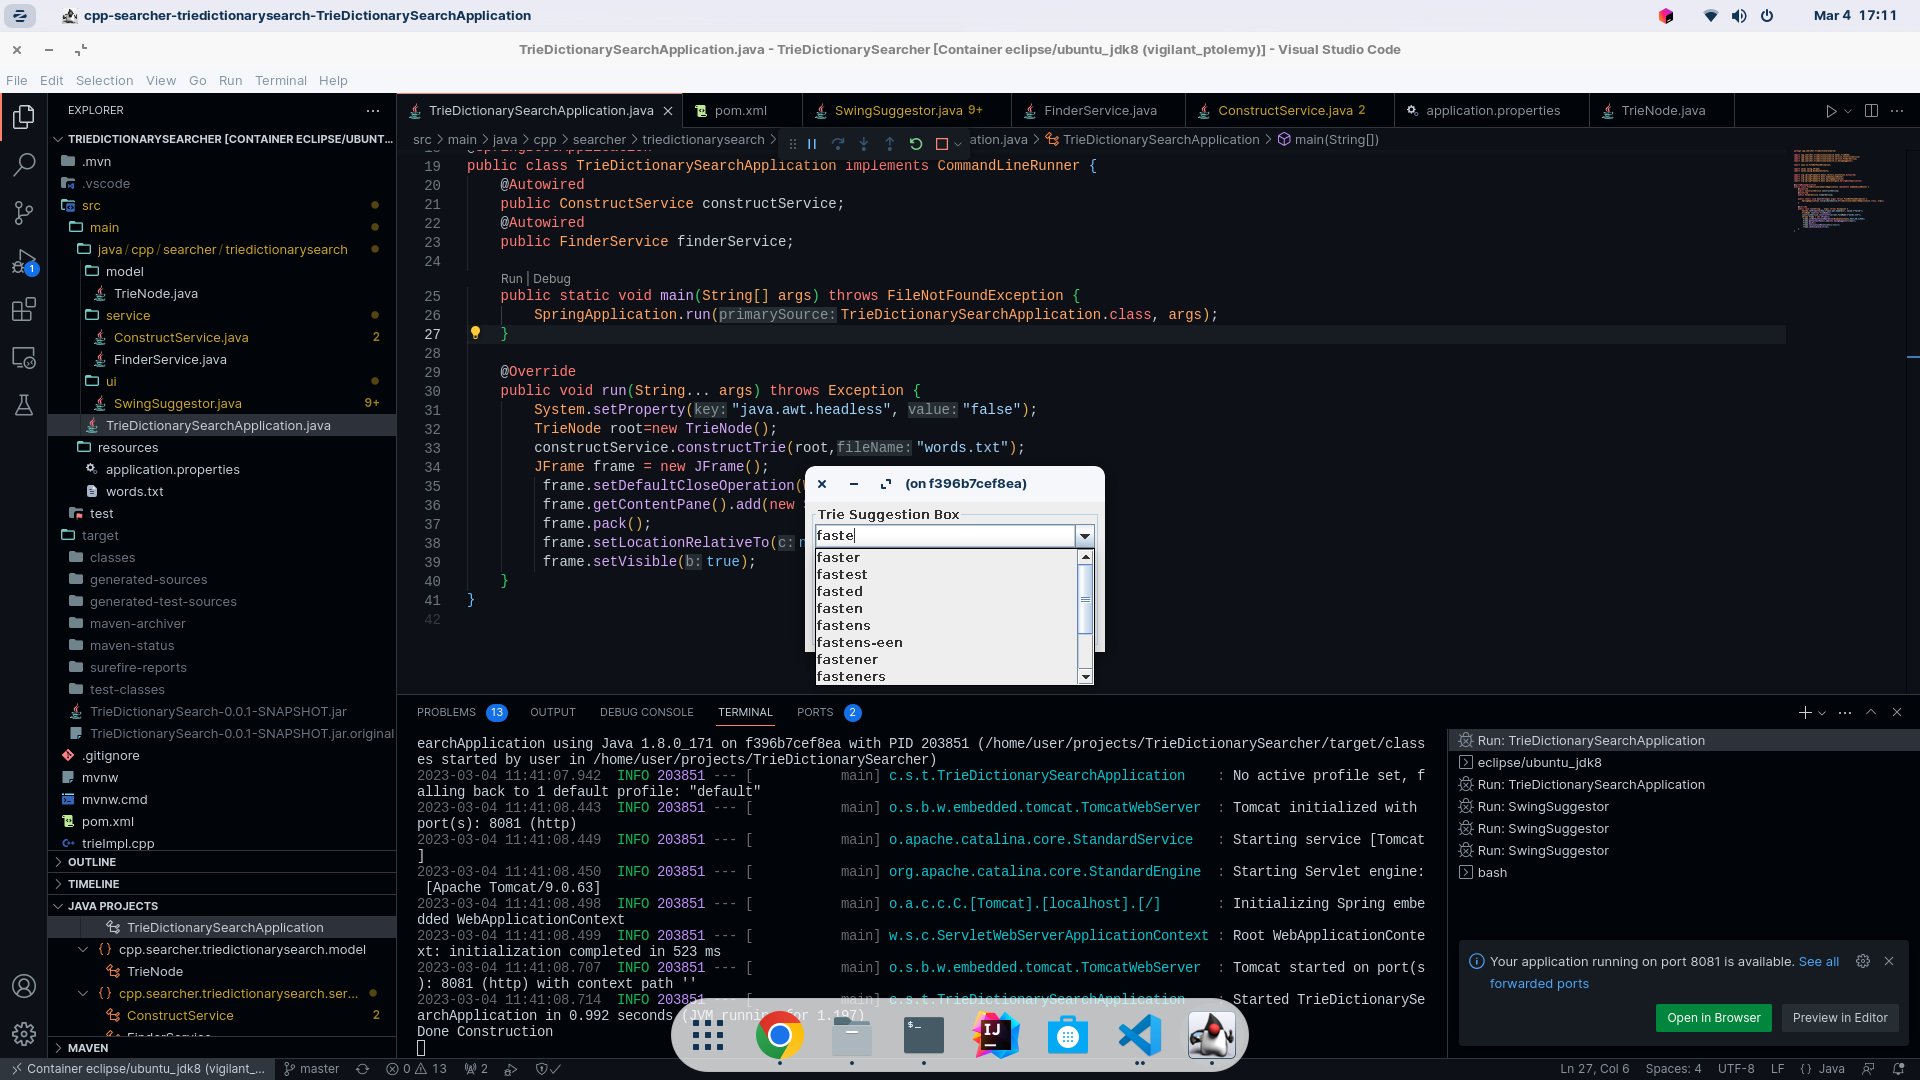 cpp-searcher-triedictionarysearch-TrieDictionarySearchApplication
Mar 4 17:11
TrieDictionarySearchApplication.java - TrieDictionarySearcher [Container eclipse/ubuntu_jdk8 (vigilant_ptolemy)] - Visual Studio Code
File Edit Selection View Go Run Terminal Help
EXPLORER
TRIEDICTIONARYSEARCHER [CONTAINER ECLIPSE/UBUNT...
.mvn
.vscode
src
main
java / cpp / searcher / triedictionarysearch
model
TrieNode.java
service
ConstructService.java 2
FinderService.java
ui
SwingSuggestor.java 9+
TrieDictionarySearchApplication.java
resources
application.properties
words.txt
test
target
classes
generated-sources
generated-test-sources
maven-archiver
maven-status
surefire-reports
test-classes
TrieDictionarySearch-0.0.1-SNAPSHOT.jar
TrieDictionarySearch-0.0.1-SNAPSHOT.jar.original
.gitignore
mvnw
mvnw.cmd
pom.xml
trieImpl.cpp
OUTLINE
TIMELINE
JAVA PROJECTS
TrieDictionarySearchApplication
cpp.searcher.triedictionarysearch.model
TrieNode
cpp.searcher.triedictionarysearch.ser...
ConstructService 2
MAVEN
1
TrieDictionarySearchApplication.java pom.xml SwingSuggestor.java 9+ FinderService.java ConstructService.java 2 application.properties TrieNode.java
src > main > java > cpp > searcher > triedictionarysearch > ation.java > TrieDictionarySearchApplication > main(String[])
19 public class TrieDictionarySearchApplication implements CommandLineRunner {
20 @Autowired
21 public ConstructService constructService;
22 @Autowired
23 public FinderService finderService;
24
Run | Debug
25 public static void main(String[] args) throws FileNotFoundException {
26 SpringApplication.run(primarySource: TrieDictionarySearchApplication.class, args);
27 }
28
29 @Override
30 public void run(String... args) throws Exception {
31 System.setProperty(key: "java.awt.headless", value: "false");
32 TrieNode root=new TrieNode();
33 constructService.constructTrie(root,fileName: "words.txt");
34 JFrame frame = new JFrame();
35 frame.setDefaultCloseOperation(
36 frame.getContentPane().add(new
37 frame.pack();
38 frame.setLocationRelativeTo(c:
39 frame.setVisible(b: true);
40 }
41 }
42
(on f396b7cef8ea)
Trie Suggestion Box
faste
faster
fastest
fasted
fasten
fastens
fastens-een
fastener
fasteners
PROBLEMS 13 OUTPUT DEBUG CONSOLE TERMINAL PORTS 2
earchApplication using Java 1.8.0_171 on f396b7cef8ea with PID 203851 (/home/user/projects/TrieDictionarySearcher/target/class
es started by user in /home/user/projects/TrieDictionarySearcher)
2023-03-04 11:41:07.942 INFO 203851 --- [ main] c.s.t.TrieDictionarySearchApplication : No active profile set, f
alling back to 1 default profile: "default"
2023-03-04 11:41:08.443 INFO 203851 --- [ main] o.s.b.w.embedded.tomcat.TomcatWebServer : Tomcat initialized with
port(s): 8081 (http)
2023-03-04 11:41:08.449 INFO 203851 --- [ main] o.apache.catalina.core.StandardService : Starting service [Tomcat
]
2023-03-04 11:41:08.450 INFO 203851 --- [ main] org.apache.catalina.core.StandardEngine : Starting Servlet engine:
[Apache Tomcat/9.0.63]
2023-03-04 11:41:08.498 INFO 203851 --- [ main] o.a.c.c.C.[Tomcat].[localhost].[/] : Initializing Spring embe
dded WebApplicationContext
2023-03-04 11:41:08.499 INFO 203851 --- [ main] w.s.c.ServletWebServerApplicationContext : Root WebApplicationConte
xt: initialization completed in 523 ms
2023-03-04 11:41:08.707 INFO 203851 --- [ main] o.s.b.w.embedded.tomcat.TomcatWebServer : Tomcat started on port(s
): 8081 (http) with context path ''
2023-03-04 11:41:08.714 INFO 203851 --- [ main] c.s.t.TrieDictionarySearchApplication : Started TrieDictionarySe
archApplication in 0.992 seconds (JVM running for 1.197)
Done Construction
Run: TrieDictionarySearchApplication
eclipse/ubuntu_jdk8
Run: TrieDictionarySearchApplication
Run: SwingSuggestor
Run: SwingSuggestor
Run: SwingSuggestor
bash
Your application running on port 8081 is available. See all
forwarded ports
Open in Browser Preview in Editor
IJ
Container eclipse/ubuntu_jdk8 (vigilant_... master 0 13 2
Ln 27, Col 6 Spaces: 4 UTF-8 LF {} Java